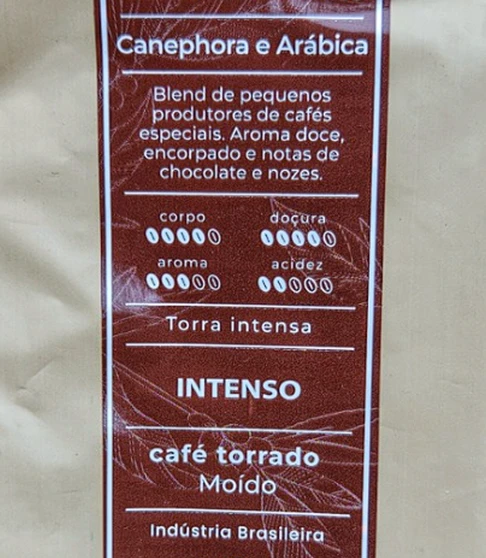 Canephora e Arábica
Blend de pequenos
produtores de cafés
especiais. Aroma doce,
encorpado e notas de
chocolate e nozes.
corpo doçura
aroma acidez
Torra intensa
INTENSO
café torrado
Moído
Indústria Brasileira